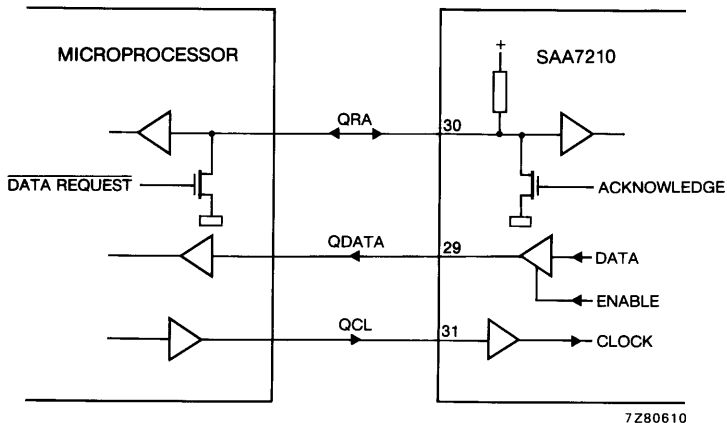 MICROPROCESSOR
+
SAA7210
QRA
30
DATA REQUEST
ACKNOWLEDGE
QDATA
29
DATA
ENABLE
QCL
31
CLOCK
7Z80610